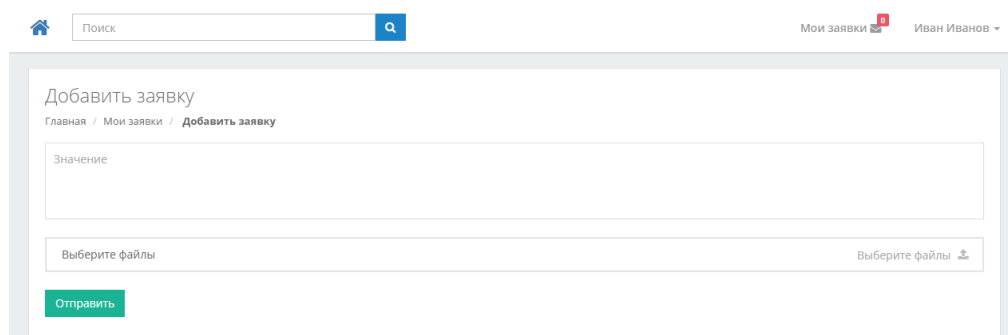 Поиск
Мои заявки 0
Иван Иванов
Добавить заявку
Главная / Мои заявки / Добавить заявку
Значение
Выберите файлы
Выберите файлы
Отправить